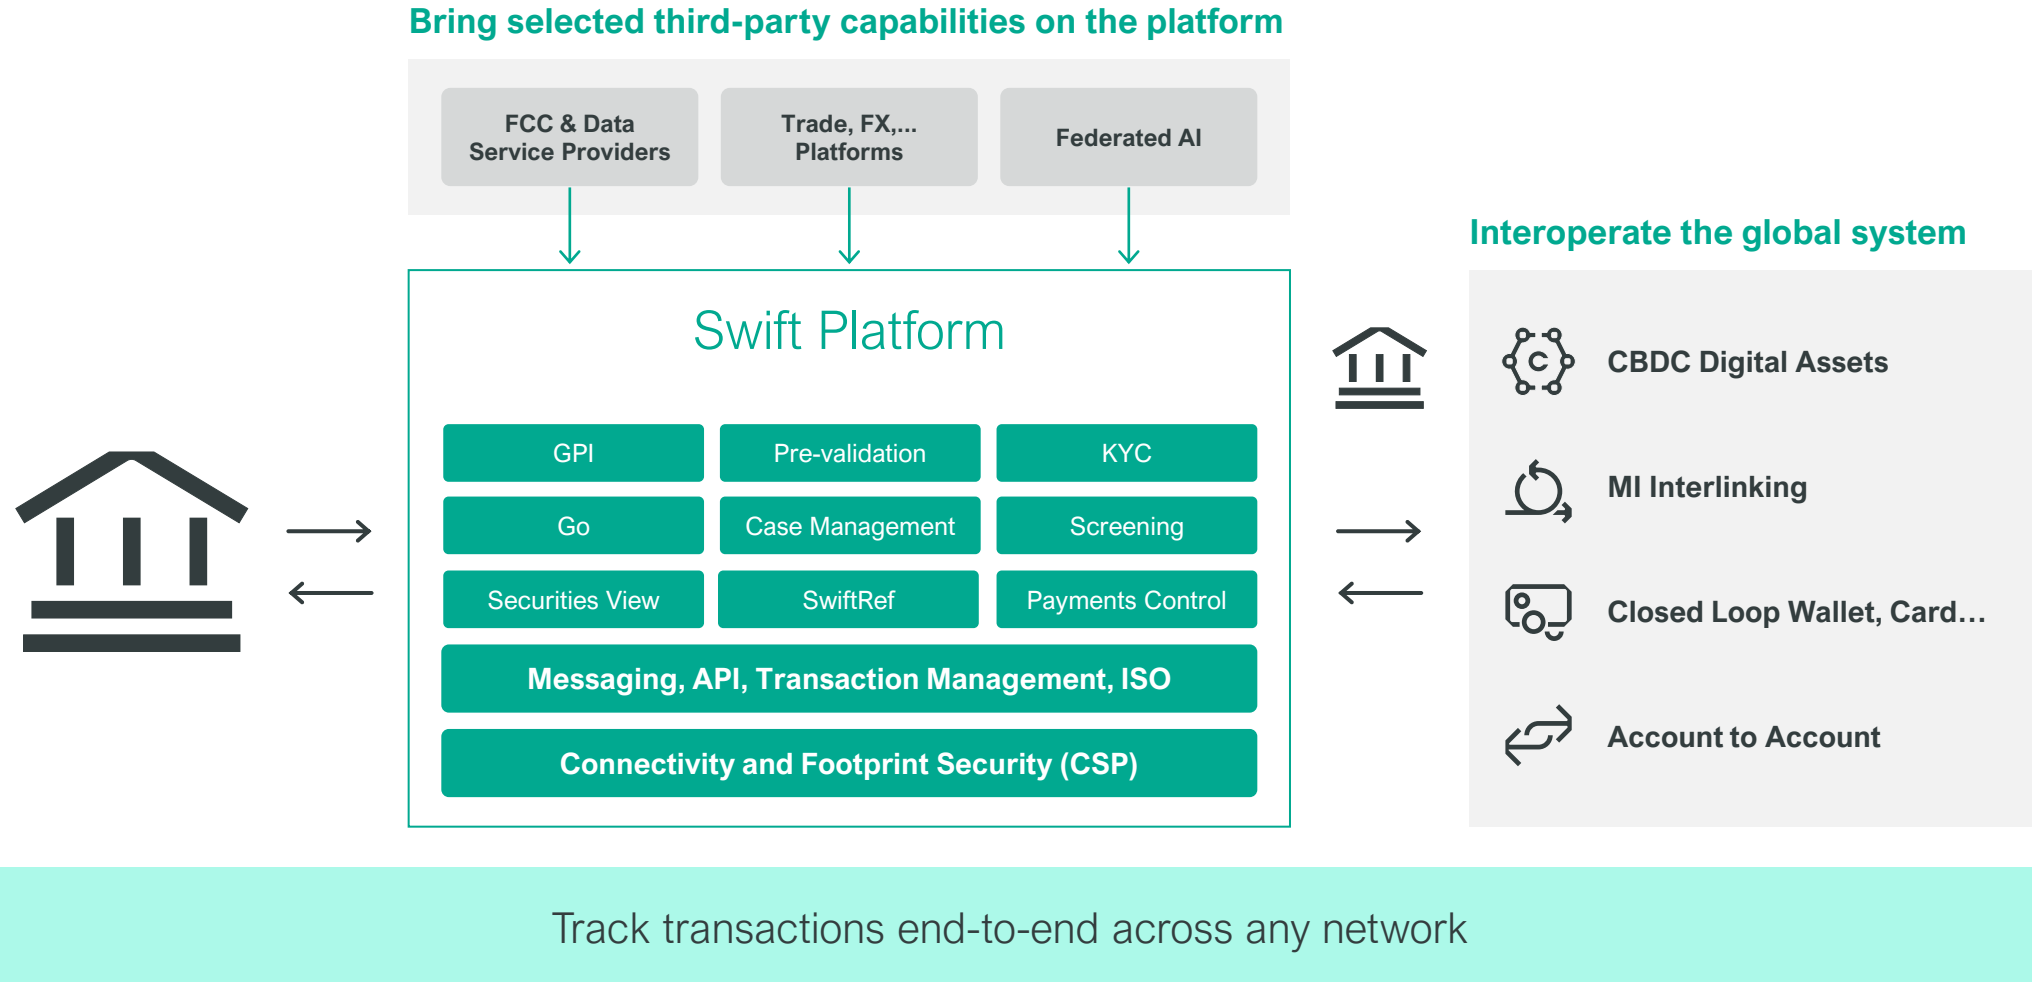 Bring selected third-party capabilities on the platform
FCC & Data
Service Providers
Trade, FX,...
Platforms
Federated AI
Interoperate the global system
Swift Platform
GPI
Pre-validation
KYC
Go
Case Management
Screening
Securities View
SwiftRef
Payments Control
Messaging, API, Transaction Management, ISO
Connectivity and Footprint Security (CSP)
C
CBDC Digital Assets
MI Interlinking
Closed Loop Wallet, Card…
Account to Account
Track transactions end-to-end across any network